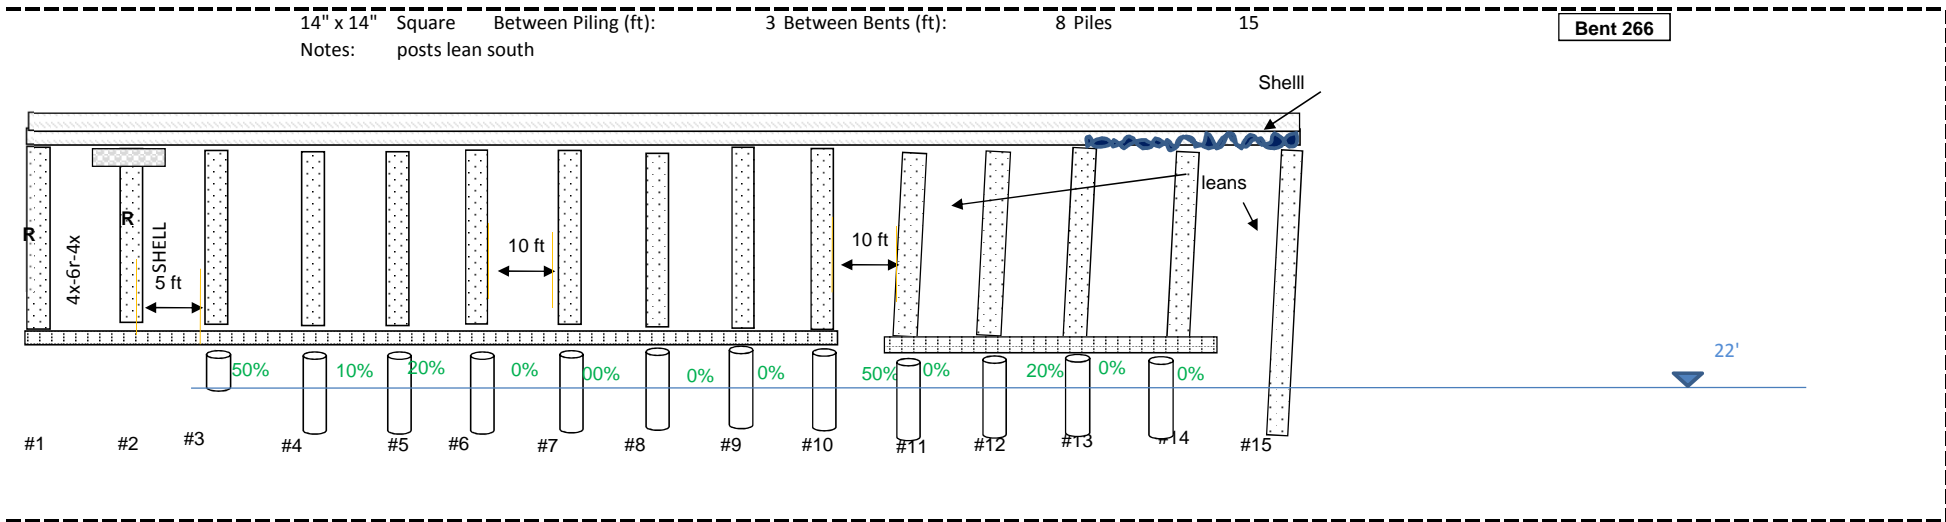 14" x 14" Square Between Piling (ft): 3 Between Bents (ft): 8 Piles 15
Bent 266
Notes: posts lean south
Shelll
leans
R
R
4x-6r-4x
SHELL
5 ft
10 ft
10 ft
22'
50% 10% 20% 0% 00% 0% 0% 50% 0% 20% 0% 0%
#1 #2 #3 #4 #5 #6 #7 #8 #9 #10 #11 #12 #13 #14 #15